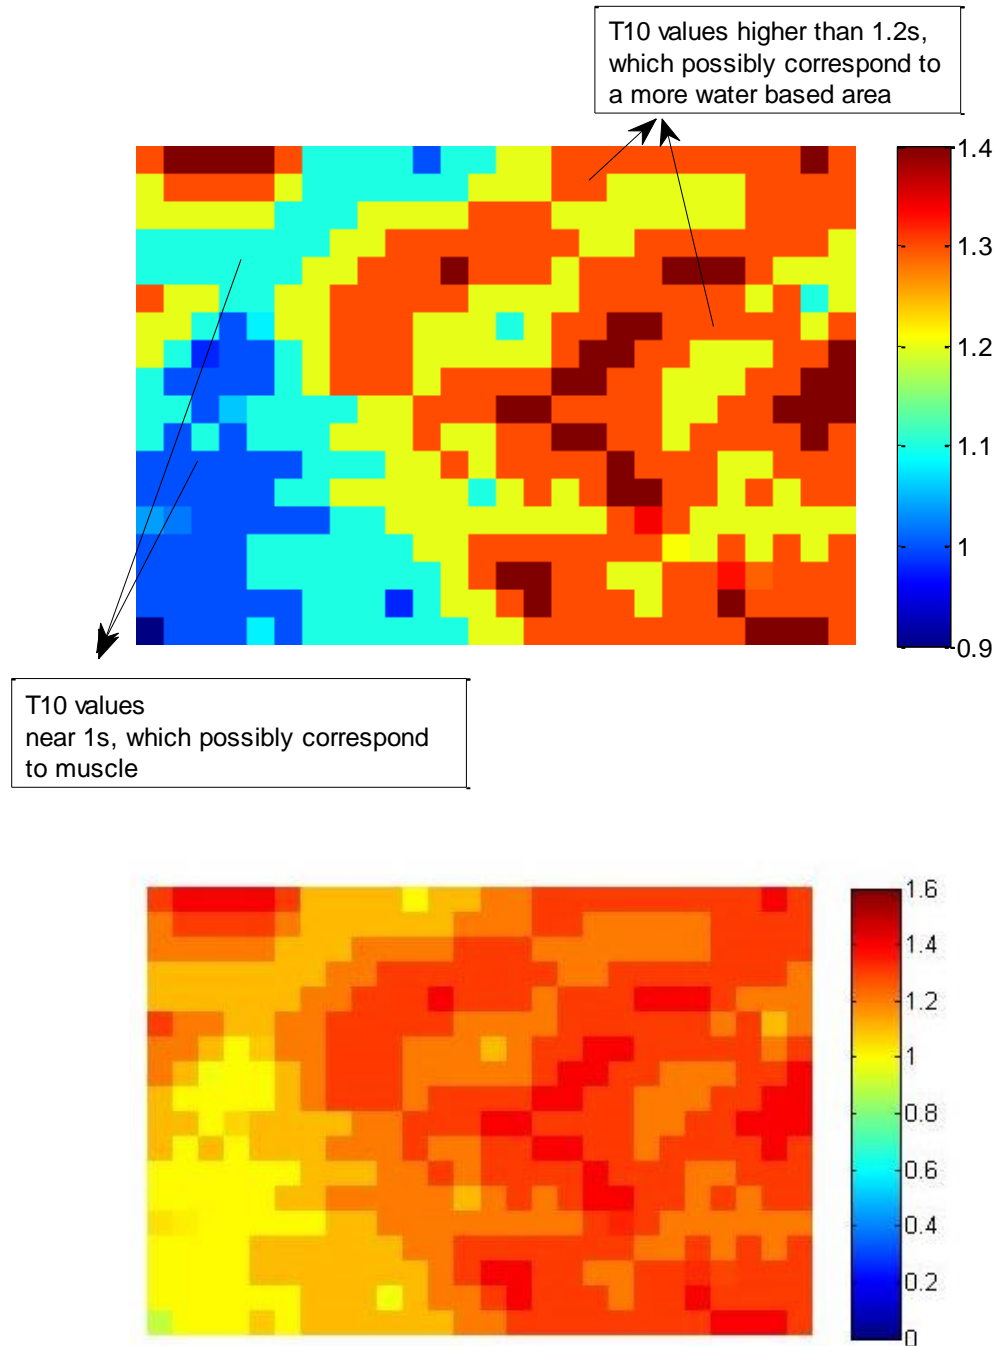 T10 values higher than 1.2s,
which possibly correspond to
a more water based area
1.4
1.3
1.2
1.1
1
0.9
T10 values
near 1s, which possibly correspond
to muscle
1.6
1.4
1.2
1
0.8
0.6
0.4
0.2
0